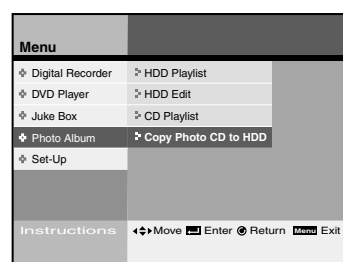 Menu
Digital Recorder
HDD Playlist
DVD Player
HDD Edit
Juke Box
CD Playlist
Photo Album
Copy Photo CD to HDD
Set-Up
Instructions Move Enter Return Menu Exit